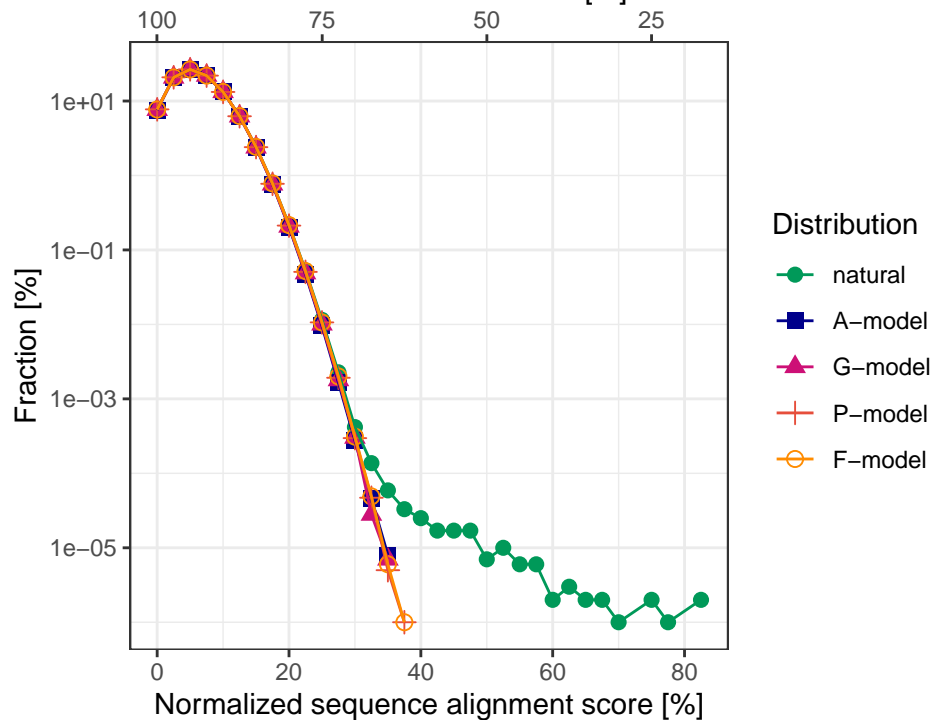 100 75 50 25
1e+01
1e−01
1e−03
1e−05
Fraction [%]
0 20 40 60 80
Normalized sequence alignment score [%]
Distribution
natural
A−model
G−model
P−model
F−model